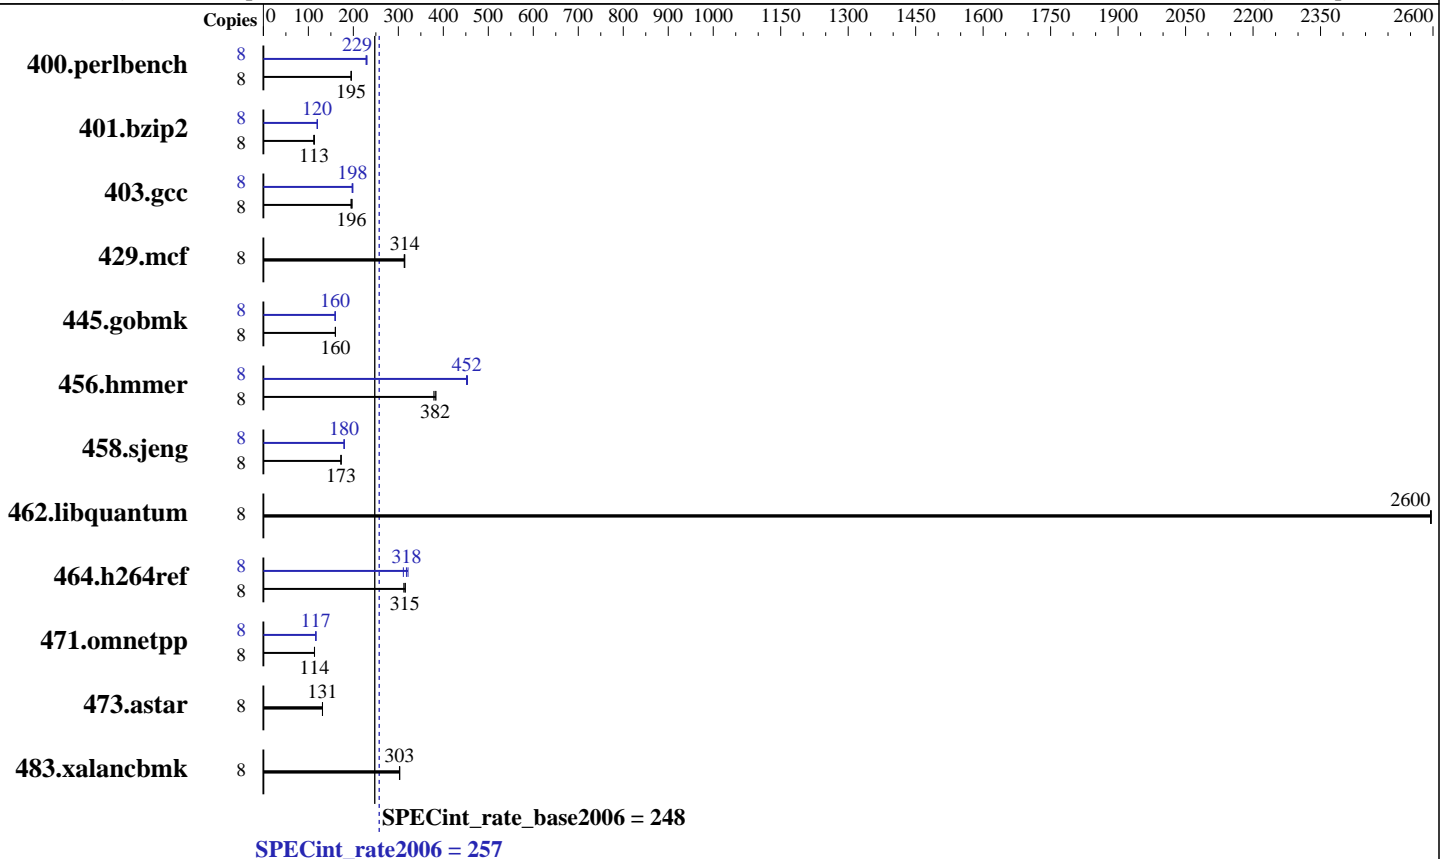 Copies 0 100 200 300 400 500 600 700 800 900 1000 1150 1300 1450 1600 1750 1900 2050 2200 2350 2600
400.perlbench 8 229
8 195
401.bzip2 8 120
8 113
403.gcc 8 198
8 196
429.mcf 8 314
445.gobmk 8 160
8 160
456.hmmer 8 452
8 382
458.sjeng 8 180
8 173
462.libquantum 8 2600
464.h264ref 8 318
8 315
471.omnetpp 8 117
8 114
473.astar 8 131
483.xalancbmk 8 303
SPECint_rate_base2006 = 248
SPECint_rate2006 = 257